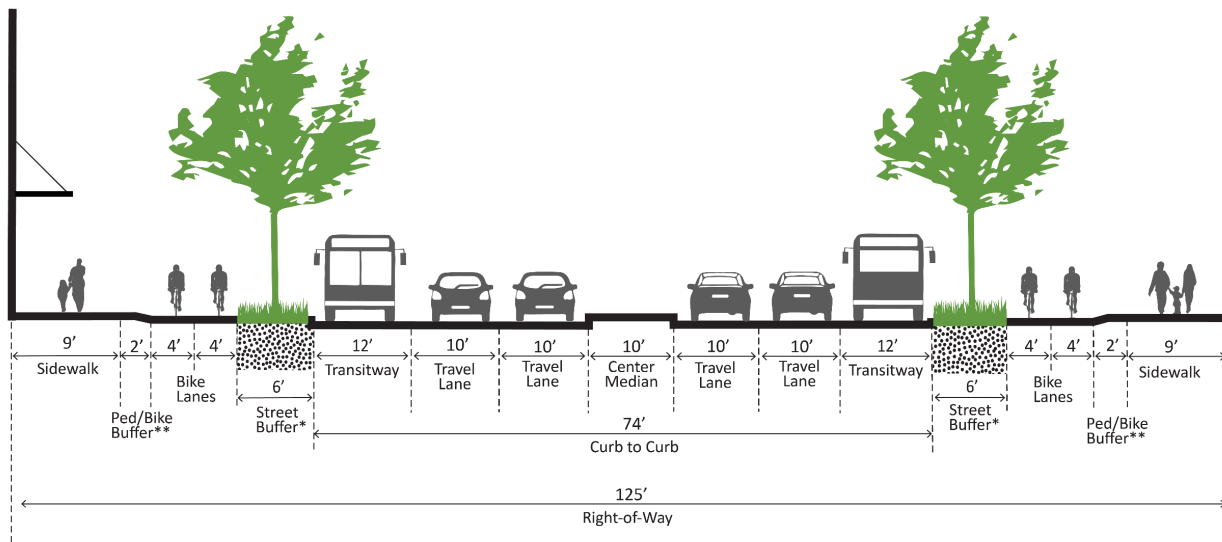 9’ 2’ 4’ 4’ 12’ 10’ 10’ 10’ 10’ 10’ 12’ 4’ 4’ 2’ 9’
Sidewalk
Bike
Lanes
6’
Transitway
Travel
Lane
Travel
Lane
Center
Median
Travel
Lane
Travel
Lane
Transitway
6’
Bike
Lanes
Sidewalk
Ped/Bike
Buffer**
Street
Buffer*
74’
Curb to Curb
Street
Buffer*
Ped/Bike
Buffer**
125’
Right-of-Way